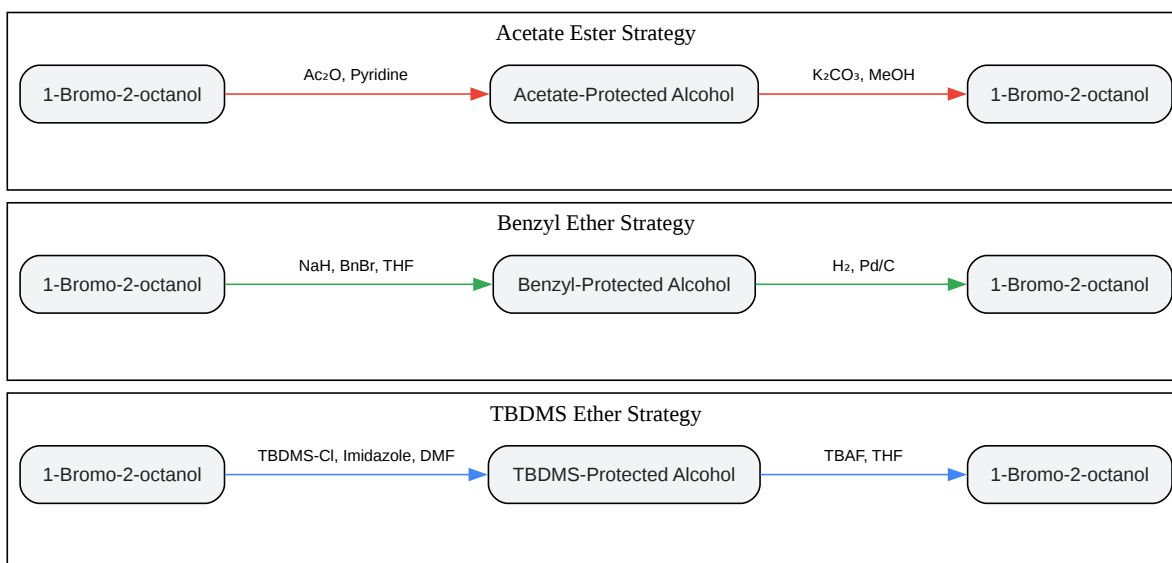 Acetate Ester Strategy
Ac₂O, Pyridine
K₂CO₃, MeOH
1-Bromo-2-octanol
Acetate-Protected Alcohol
1-Bromo-2-octanol
Benzyl Ether Strategy
NaH, BnBr, THF
H₂, Pd/C
1-Bromo-2-octanol
Benzyl-Protected Alcohol
1-Bromo-2-octanol
TBDMS Ether Strategy
TBDMS-Cl, Imidazole, DMF
TBAF, THF
1-Bromo-2-octanol
TBDMS-Protected Alcohol
1-Bromo-2-octanol